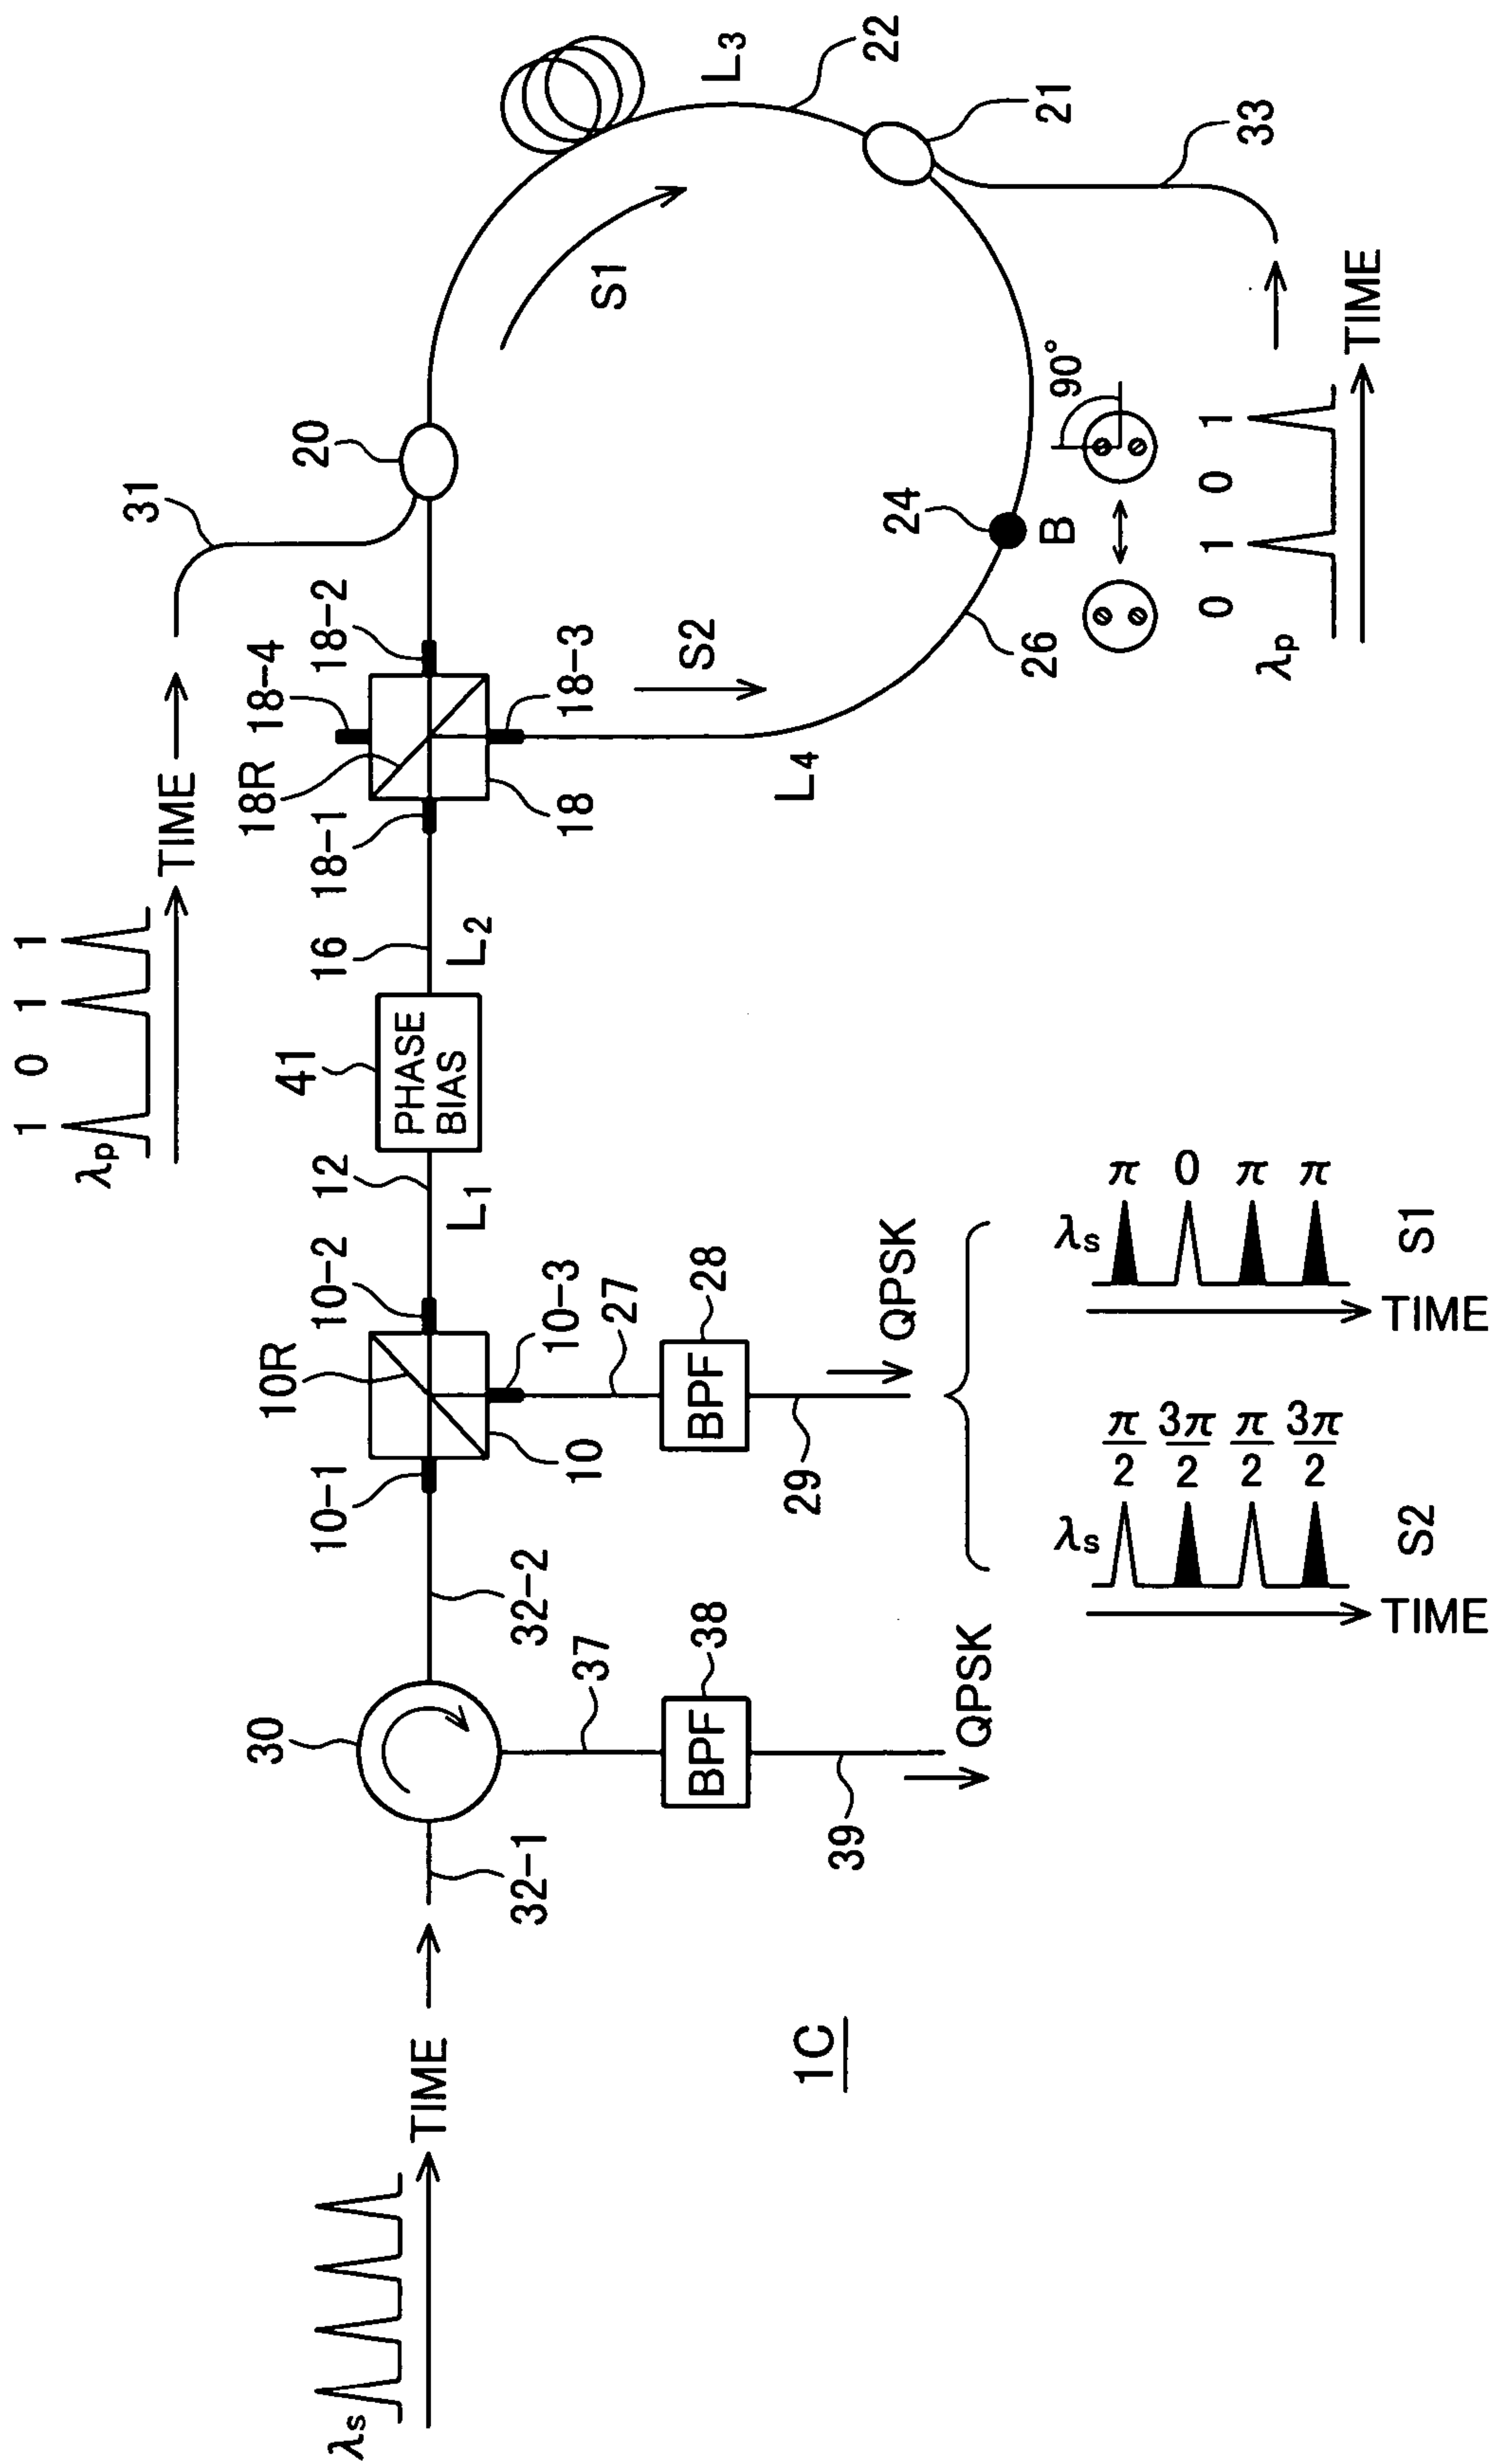 1 0 1 1
λp
TIME
31
20
L3
22
21
33
S1
18-4
18R
18-2
18-1
18-3
18
S2
L4
16
L2
41
PHASE
BIAS
12
L1
10-2
10R
10-1
10-3
10
27
28
BPF
29
QPSK
32-2
30
32-1
37
38
BPF
39
QPSK
λs
TIME
24
B
26
90°
0 1 0 1
λp
TIME
π 0 π π
λs
S1
TIME
π/2 3π/2 π/2 3π/2
λs
S2
TIME
1C